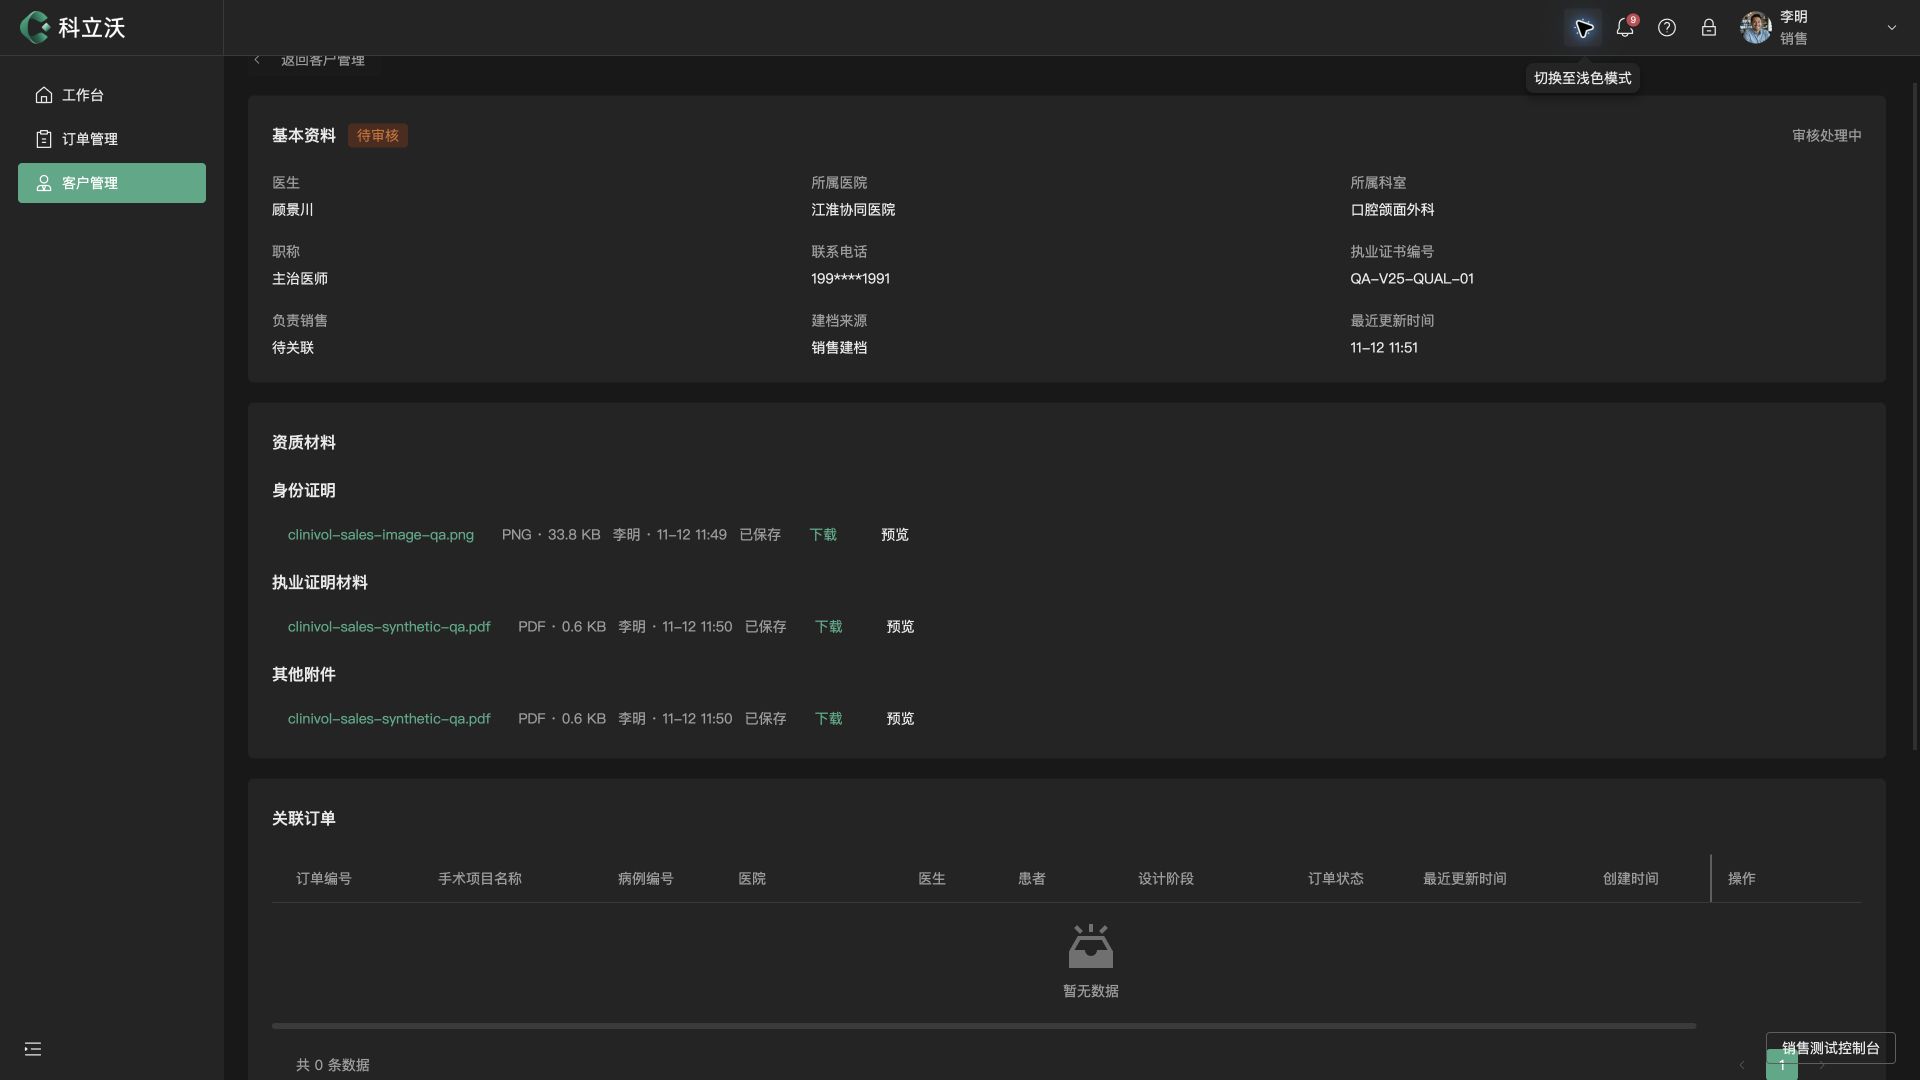 科立沃
9
李明
销售
切换至浅色模式
工作台
订单管理
客户管理
返回客户管理
基本资料 待审核 审核处理中
医生 所属医院 所属科室
顾景川 江淮协同医院 口腔颌面外科
职称 联系电话 执业证书编号
主治医师 199****1991 QA-V25-QUAL-01
负责销售 建档来源 最近更新时间
待关联 销售建档 11-12 11:51
资质材料
身份证明
clinivol-sales-image-qa.png PNG · 33.8 KB 李明 · 11-12 11:49 已保存 下载 预览
执业证明材料
clinivol-sales-synthetic-qa.pdf PDF · 0.6 KB 李明 · 11-12 11:50 已保存 下载 预览
其他附件
clinivol-sales-synthetic-qa.pdf PDF · 0.6 KB 李明 · 11-12 11:50 已保存 下载 预览
关联订单
订单编号 手术项目名称 病例编号 医院 医生 患者 设计阶段 订单状态 最近更新时间 创建时间 操作
暂无数据
销售测试控制台
共 0 条数据 1